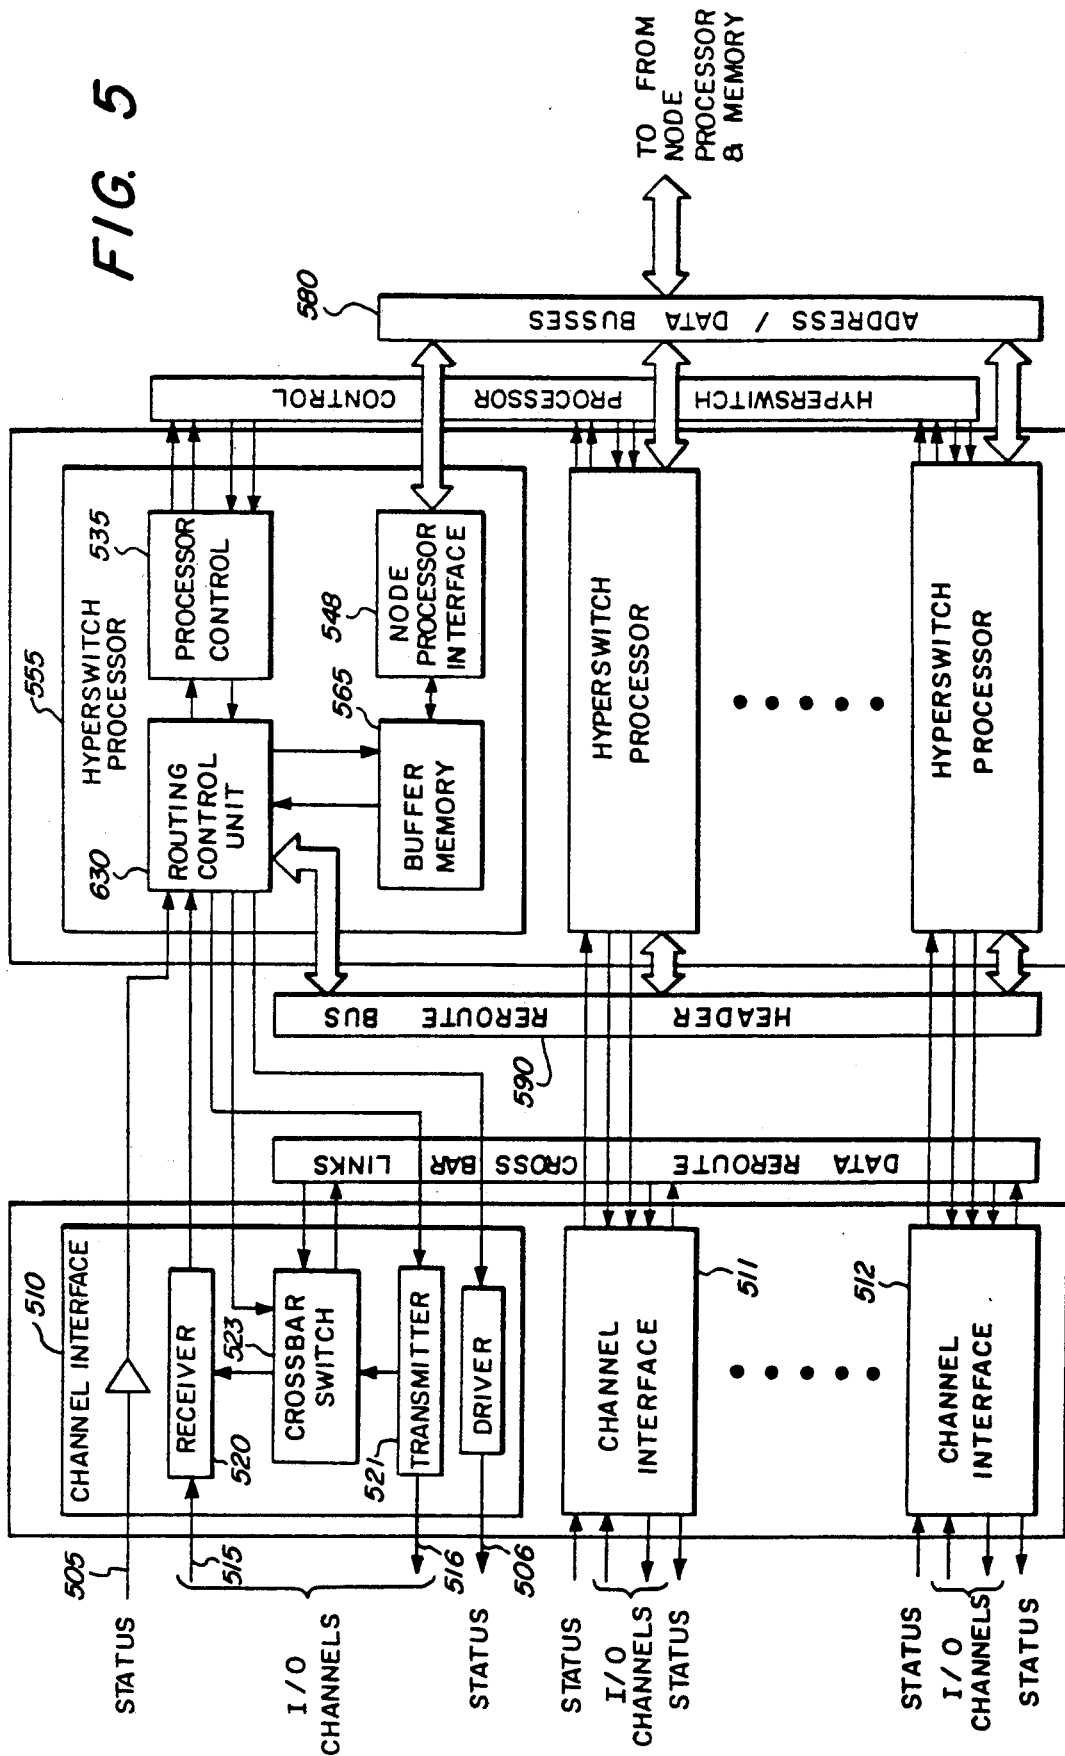 FIG. 5
STATUS
505
I/O
CHANNELS
515
516
STATUS
506
510
CHANNEL INTERFACE
RECEIVER
520
523
CROSSBAR
SWITCH
521
TRANSMITTER
DRIVER
STATUS
I/O
CHANNELS
STATUS
CHANNEL
INTERFACE
511
STATUS
I/O
CHANNELS
STATUS
512
CHANNEL
INTERFACE
DATA REROUTE CROSSBAR LINKS
HEADER REROUTE BUS
590
555
HYPERSWITCH
PROCESSOR
630
ROUTING
CONTROL
UNIT
535
PROCESSOR
CONTROL
565
BUFFER
MEMORY
548
NODE
PROCESSOR
INTERFACE
HYPERSWITCH
PROCESSOR
HYPERSWITCH
PROCESSOR
HYPERSWITCH PROCESSOR CONTROL
580
ADDRESS / DATA BUSSES
TO FROM
NODE
PROCESSOR
& MEMORY